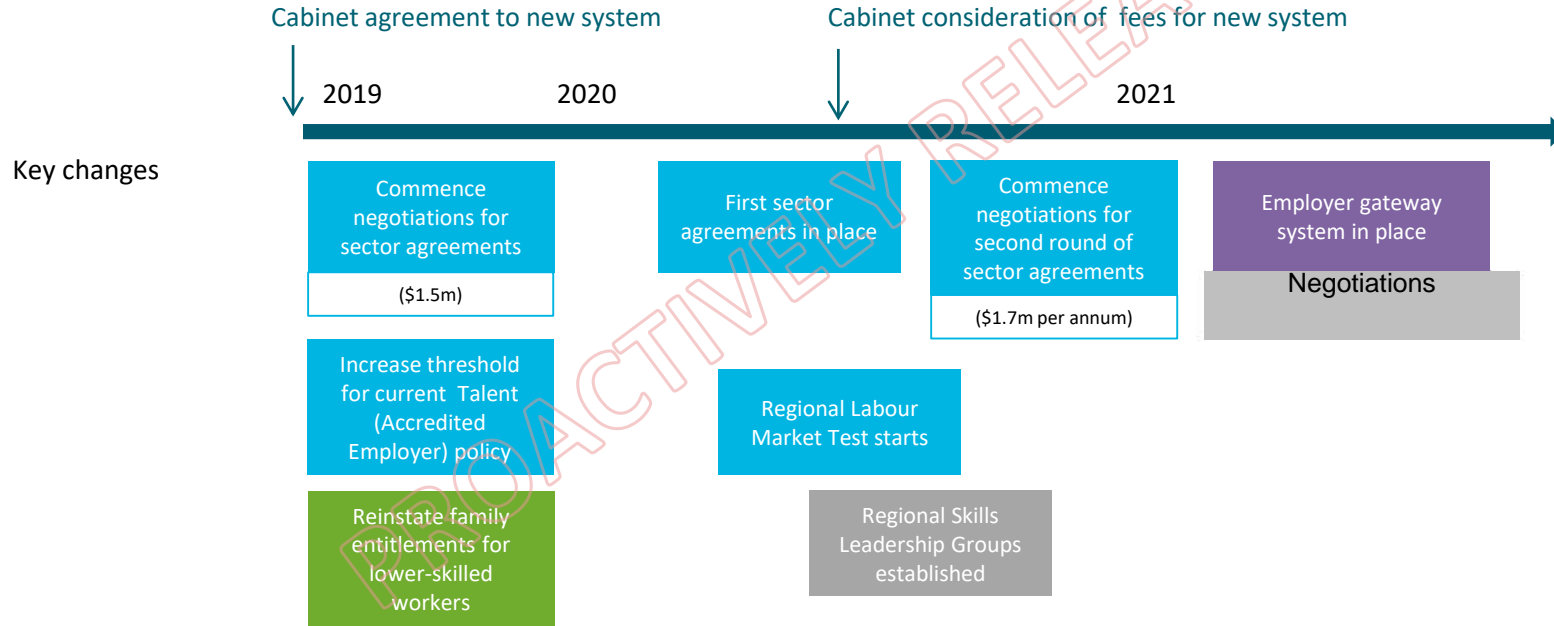 Cabinet agreement to new system
Cabinet consideration of fees for new system
2019
2020
2021
Key changes
Commence
negotiations for
sector agreements
($1.5m)
First sector
agreements in place
Commence
negotiations for
second round of
sector agreements
($1.7m per annum)
Employer gateway
system in place
Negotiations
Increase threshold
for current Talent
(Accredited
Employer) policy
Regional Labour
Market Test starts
Reinstate family
entitlements for
lower-skilled
workers
Regional Skills
Leadership Groups
established
PROACTIVELY RELEA